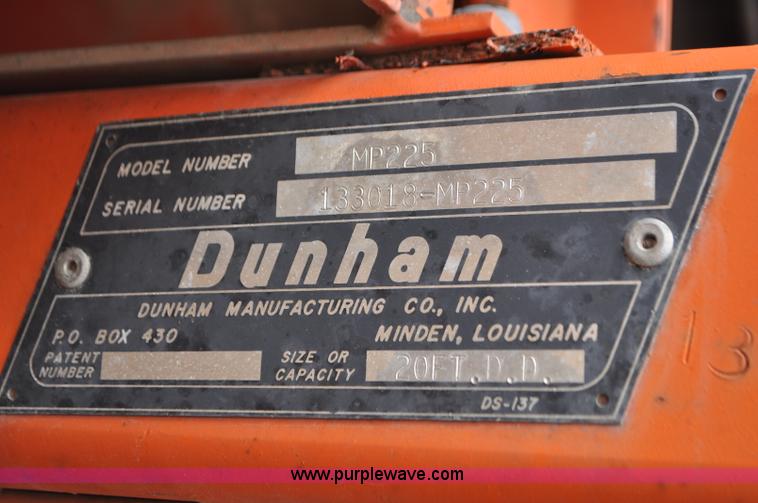 MODEL NUMBER MP225
SERIAL NUMBER 133018-MP225
Dunham
DUNHAM MANUFACTURING CO., INC.
P.O. BOX 430 MINDEN, LOUISIANA
PATENT NUMBER
SIZE OR CAPACITY 20FT.D.D.
DS-137
13
www.purplewave.com